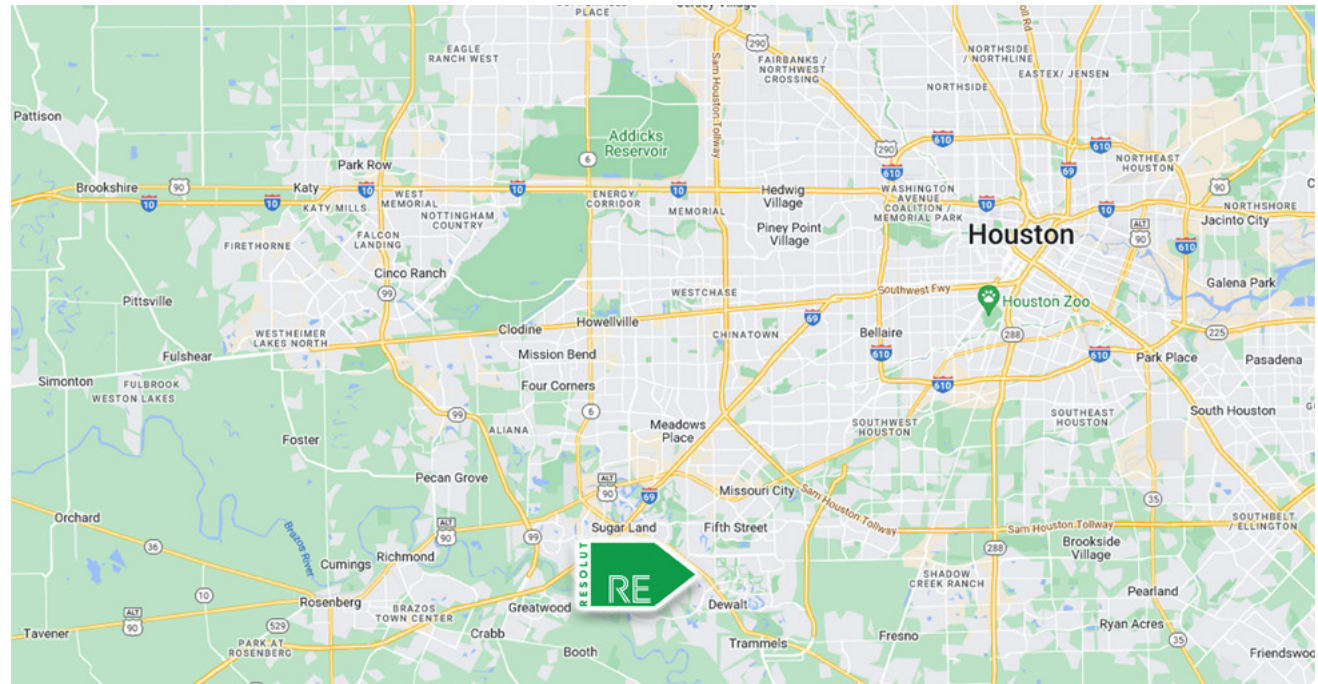 PLACE
EAGLE
RANCH WEST
290
FAIRBANKS /
NORTHWEST
CROSSING
NORTHSIDE
/ NORTHLINE
EASTEX/ JENSEN
NORTHSIDE
Sam Houston Tollway
Pattison
Addicks
Reservoir
6
290
610
610
610
NORTHEAST
HOUSTON
69
Park Row
Brookshire
90
10
10
Katy
10
KATY MILLS
WEST
MEMORIAL
10
NOTTINGHAM
COUNTRY
ENERGY
CORRIDOR
10
MEMORIAL
Hedwig
Village
Piney Point
Village
WASHINGTON
AVENUE
COALITION /
MEMORIAL PARK
10
10
90
NORTHSHORE
Jacinto City
ALT
90
610
Houston
FIRETHORNE
FALCON
LANDING
Cinco Ranch
99
WESTCHASE
Southwest Fwy
Houston Zoo
Galena Park
Pittsville
WESTHEIMER
LAKES NORTH
Clodine
Howellville
CHINATOWN
69
Bellaire
610
288
225
610
Park Place
Pasadena
Fulshear
Mission Bend
Simonton
FULBROOK
WESTON LAKES
Four Corners
6
99
ALIANA
Meadows
Place
610
SOUTHWEST
HOUSTON
SOUTHEAST
HOUSTON
South Houston
Foster
Pecan Grove
ALT
90
69
Missouri City
Sam Houston Tollway
35
Orchard
36
Brazos River
ALT
90
99
Sugar Land
Fifth Street
Sam Houston Tollway
288
SOUTHBELT
/ ELLINGTON
Brookside
Village
Cumings
Richmond
RESOLUT
RE
SHADOW
CREEK RANCH
Pearland
10
Rosenberg
BRAZOS
TOWN CENTER
Greatwood
Dewalt
ALT
90
Tavener
529
PARK AT
ROSENBERG
Crabb
Booth
Trammels
Fresno
Ryan Acres
35